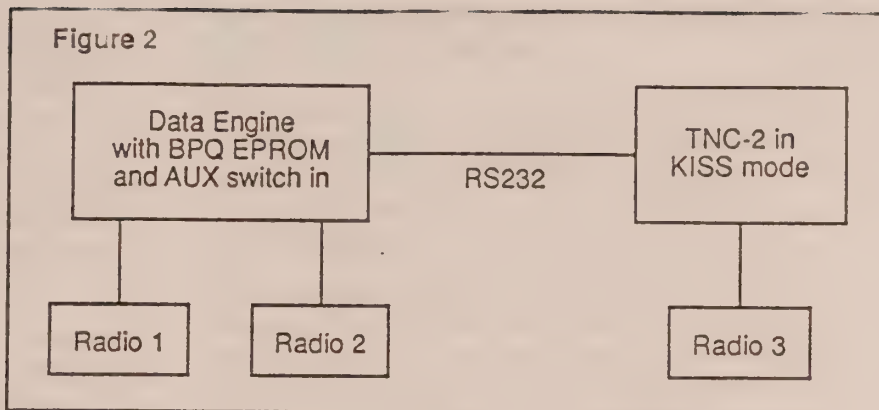 Figure 2
Data Engine
with BPQ EPROM
and AUX switch in
RS232
TNC-2 in
KISS mode
Radio 1
Radio 2
Radio 3